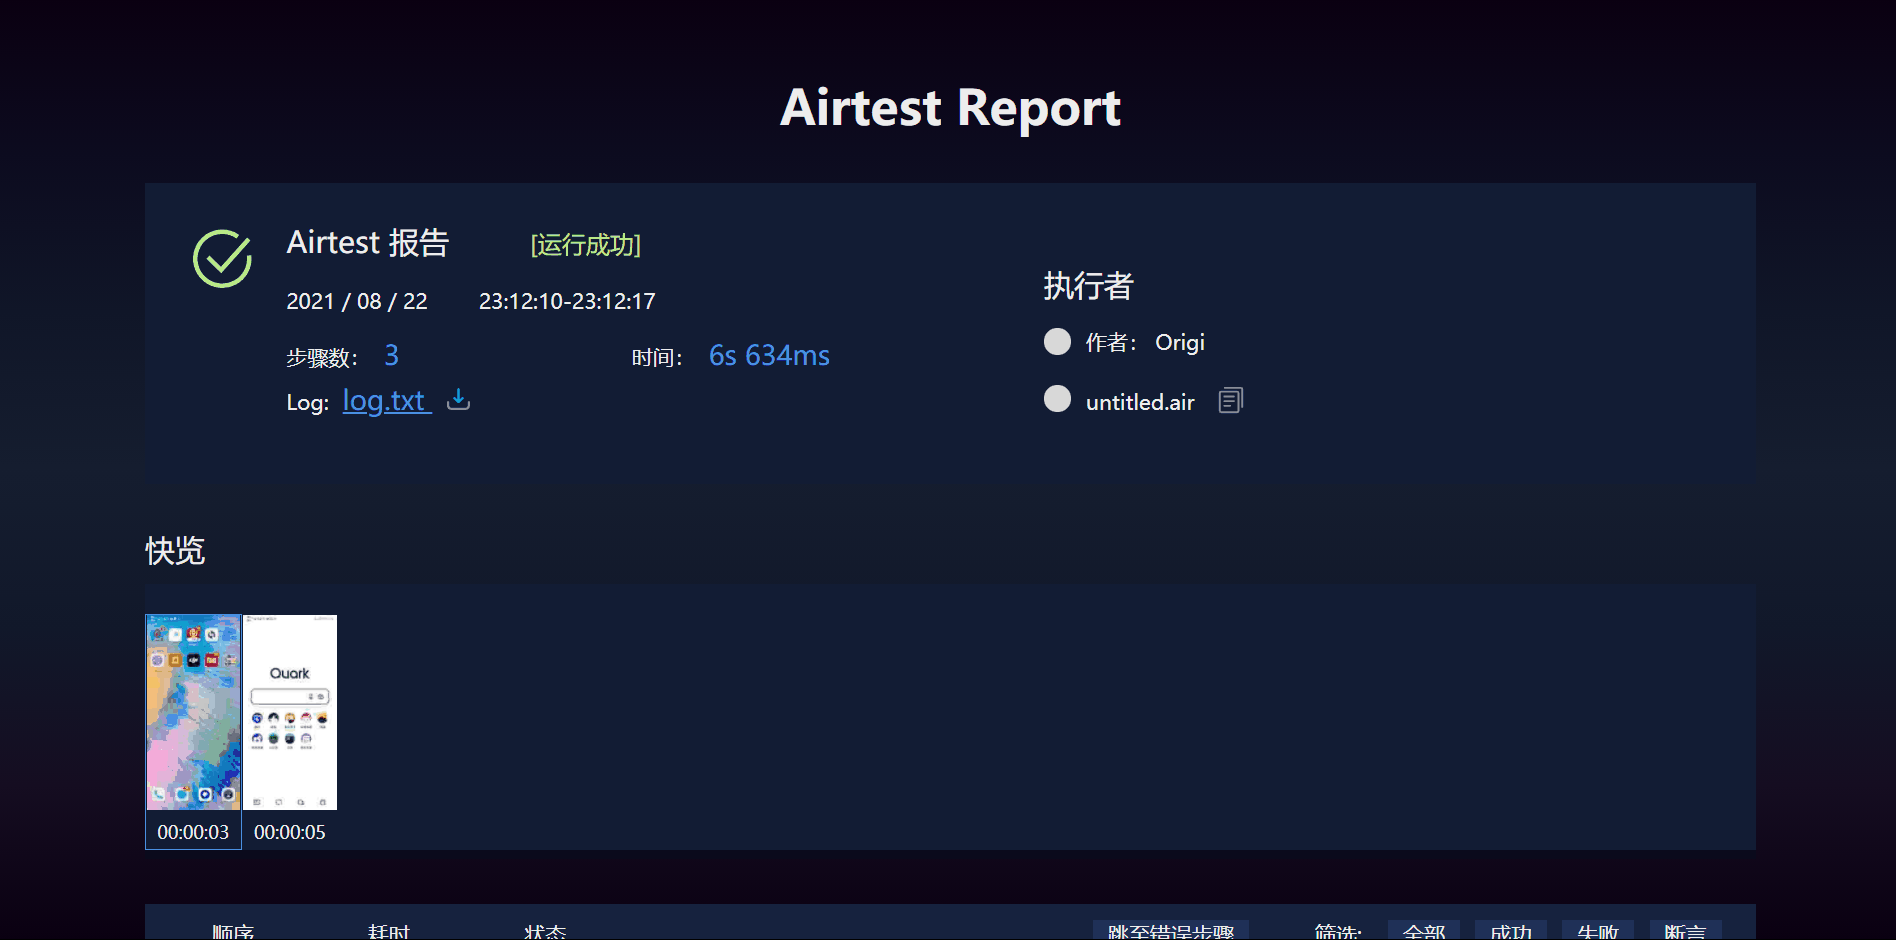 Airtest Report
Airtest 报告 [运行成功]
2021 / 08 / 22 23:12:10-23:12:17
步骤数： 3 时间： 6s 634ms
Log: log.txt
执行者
作者： Origi
untitled.air
快览
Quark
00:00:03 00:00:05
顺序 耗时 状态 跳至错误步骤 筛选: 全部 成功 失败 断言